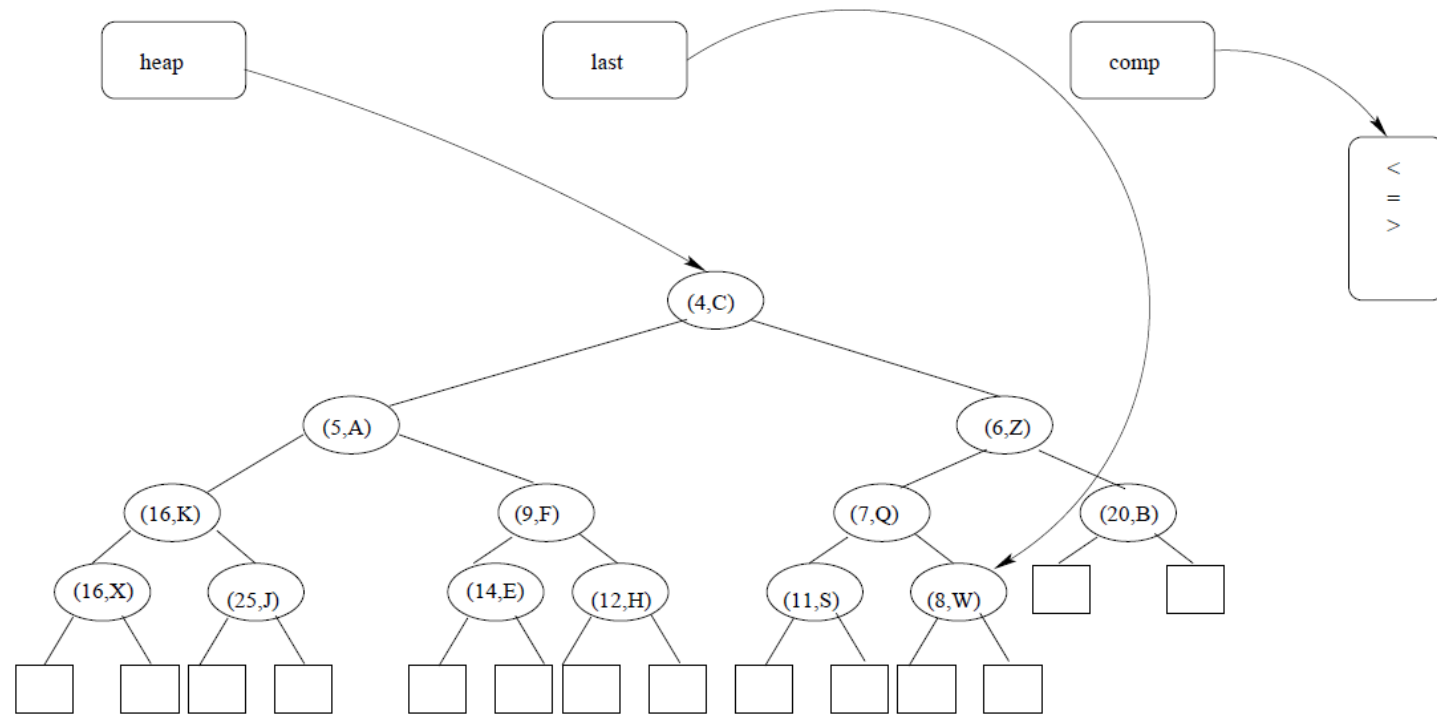 heap
last
comp
<
=
>
(4,C)
(5,A)
(6,Z)
(16,K)
(9,F)
(7,Q)
(20,B)
(16,X)
(25,J)
(14,E)
(12,H)
(11,S)
(8,W)